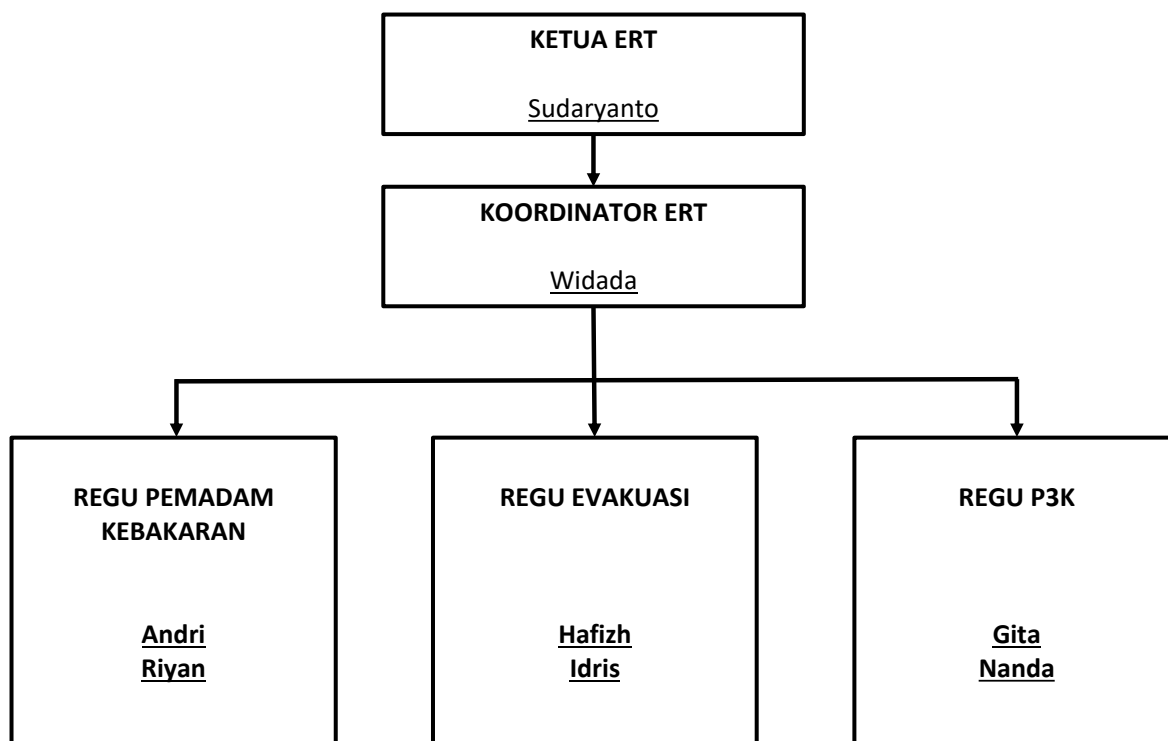 KETUA ERT
Sudaryanto
KOORDINATOR ERT
Widada
REGU PEMADAM
KEBAKARAN
Andri
Riyan
REGU EVAKUASI
Hafizh
Idris
REGU P3K
Gita
Nanda